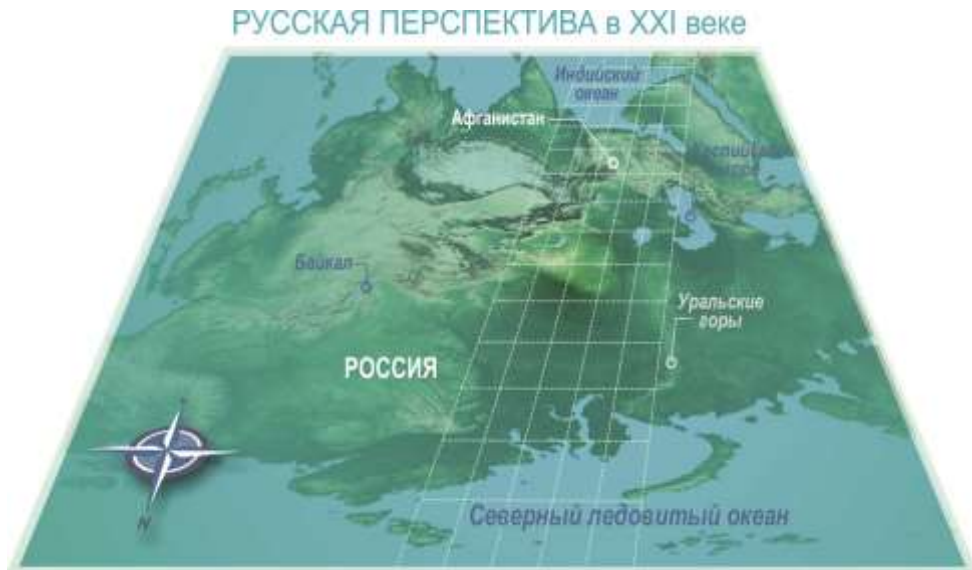 РУССКАЯ ПЕРСПЕКТИВА в XXI веке
Индийский
океан
Афганистан
Байкал
Уральские
горы
РОССИЯ
N
Северный ледовитый океан